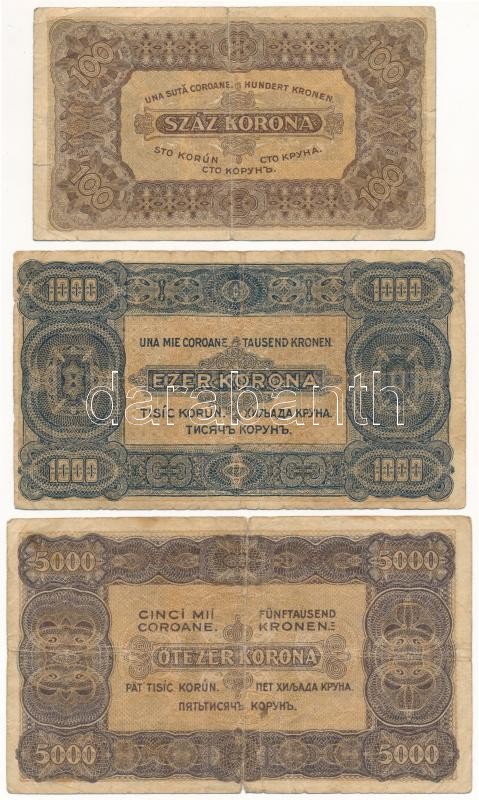 100 100
UNA SUTĂ COROANE. HUNDERT KRONEN.
SZÁZ KORONA
STO KORÚN СТО КРУНА.
СТО КОРУНЪ.
100 100
1000 1000
UNA MIE COROANE TAUSEND KRONEN.
EZER KORONA
TISÍC KORÚN. ХИЉАДА КРУНА.
ТИСЯЧЪ КОРУНЪ.
1000 1000
darabanth
5000 5000
CINCI MII FÜNFTAUSEND
COROANE. KRONEN.
ÖTEZER KORONA
PÄT TISÍC KORÚN. ПЕТ ХИЉАДА КРУНА.
ПЯТЬТИСЯЧЪ КОРУНЪ.
5000 5000